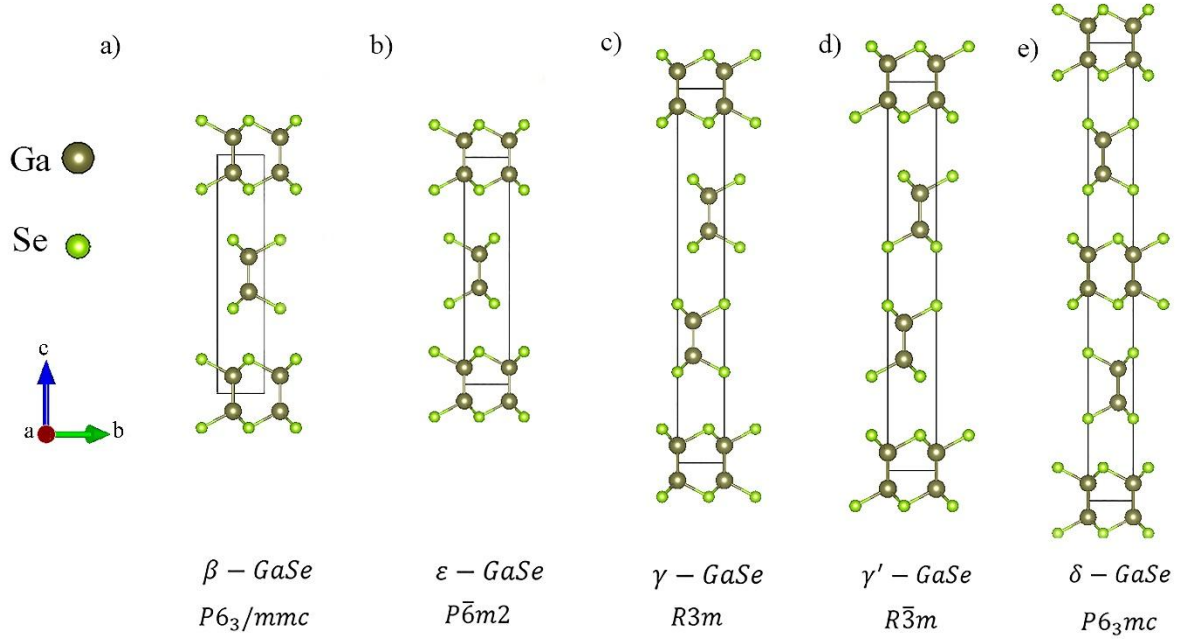 a)
b)
c)
d)
e)
Ga
Se
c
a
b
β − GaSe
P6₃/mmc
ε − GaSe
P6̄m2
γ − GaSe
R3m
γ′ − GaSe
R3̄m
δ − GaSe
P6₃mc